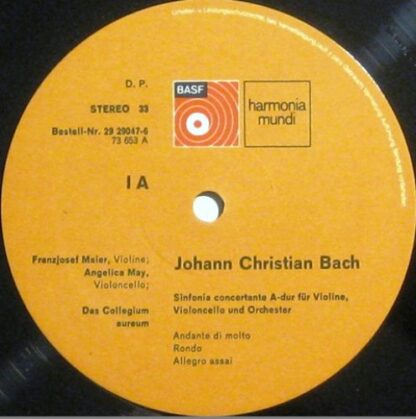 D. P.
STEREO 33
Bestell-Nr. 29 29047-6
73 653 A
BASF
harmonia
mundi
I A
Franzjosef Maier, Violine;
Angelica May,
Violoncello;
Das Collegium
aureum
Johann Christian Bach
Sinfonia concertante A-dur für Violine,
Violoncello und Orchester
Andante di molto
Rondo
Allegro assai